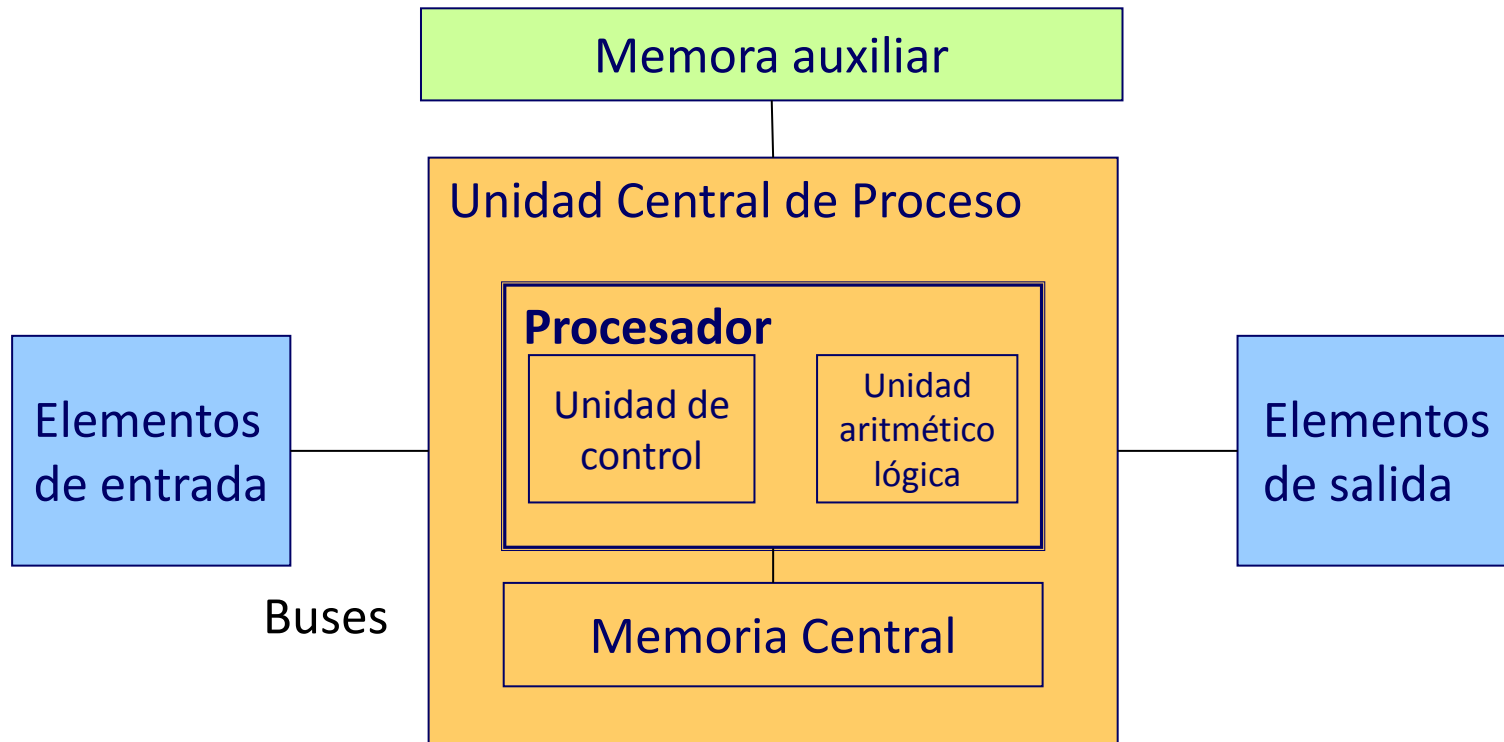 Memora auxiliar
Unidad Central de Proceso
Procesador
Unidad de
control
Unidad
aritmético
lógica
Elementos
de entrada
Elementos
de salida
Buses
Memoria Central